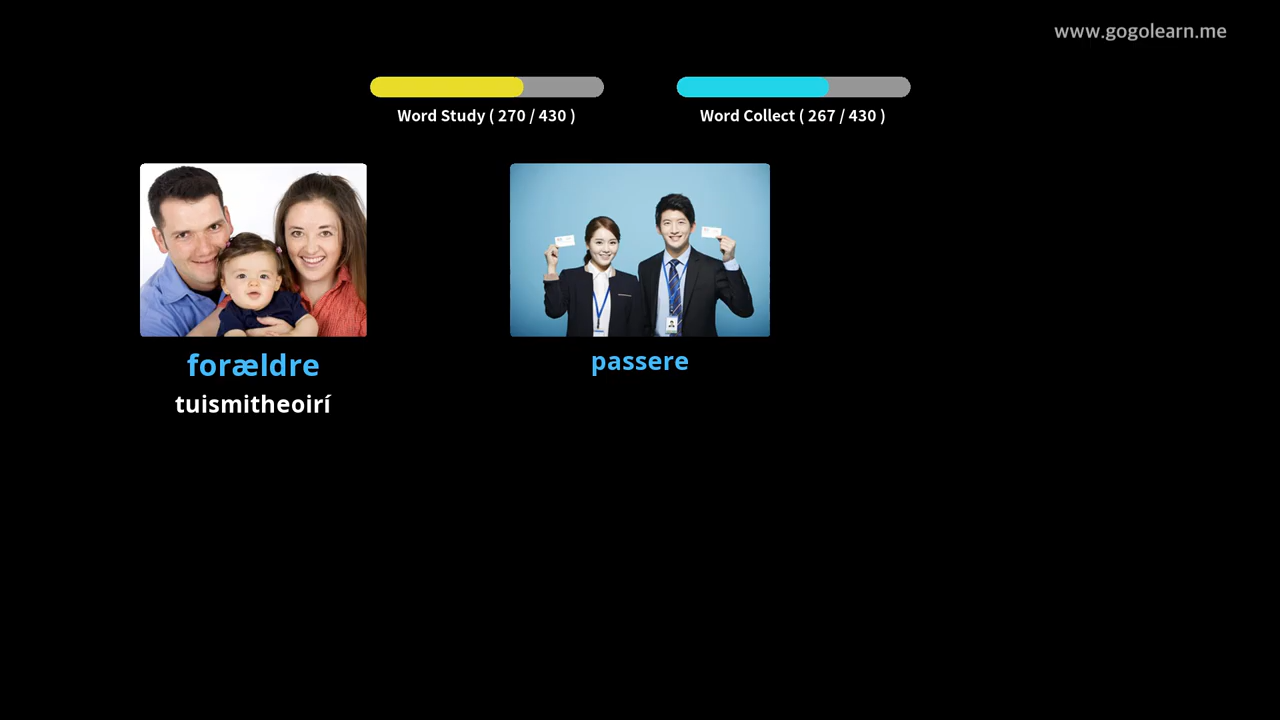 www.gogolearn.me
Word Study ( 270 / 430 )
Word Collect ( 267 / 430 )
forældre
tuismitheoirí
passere